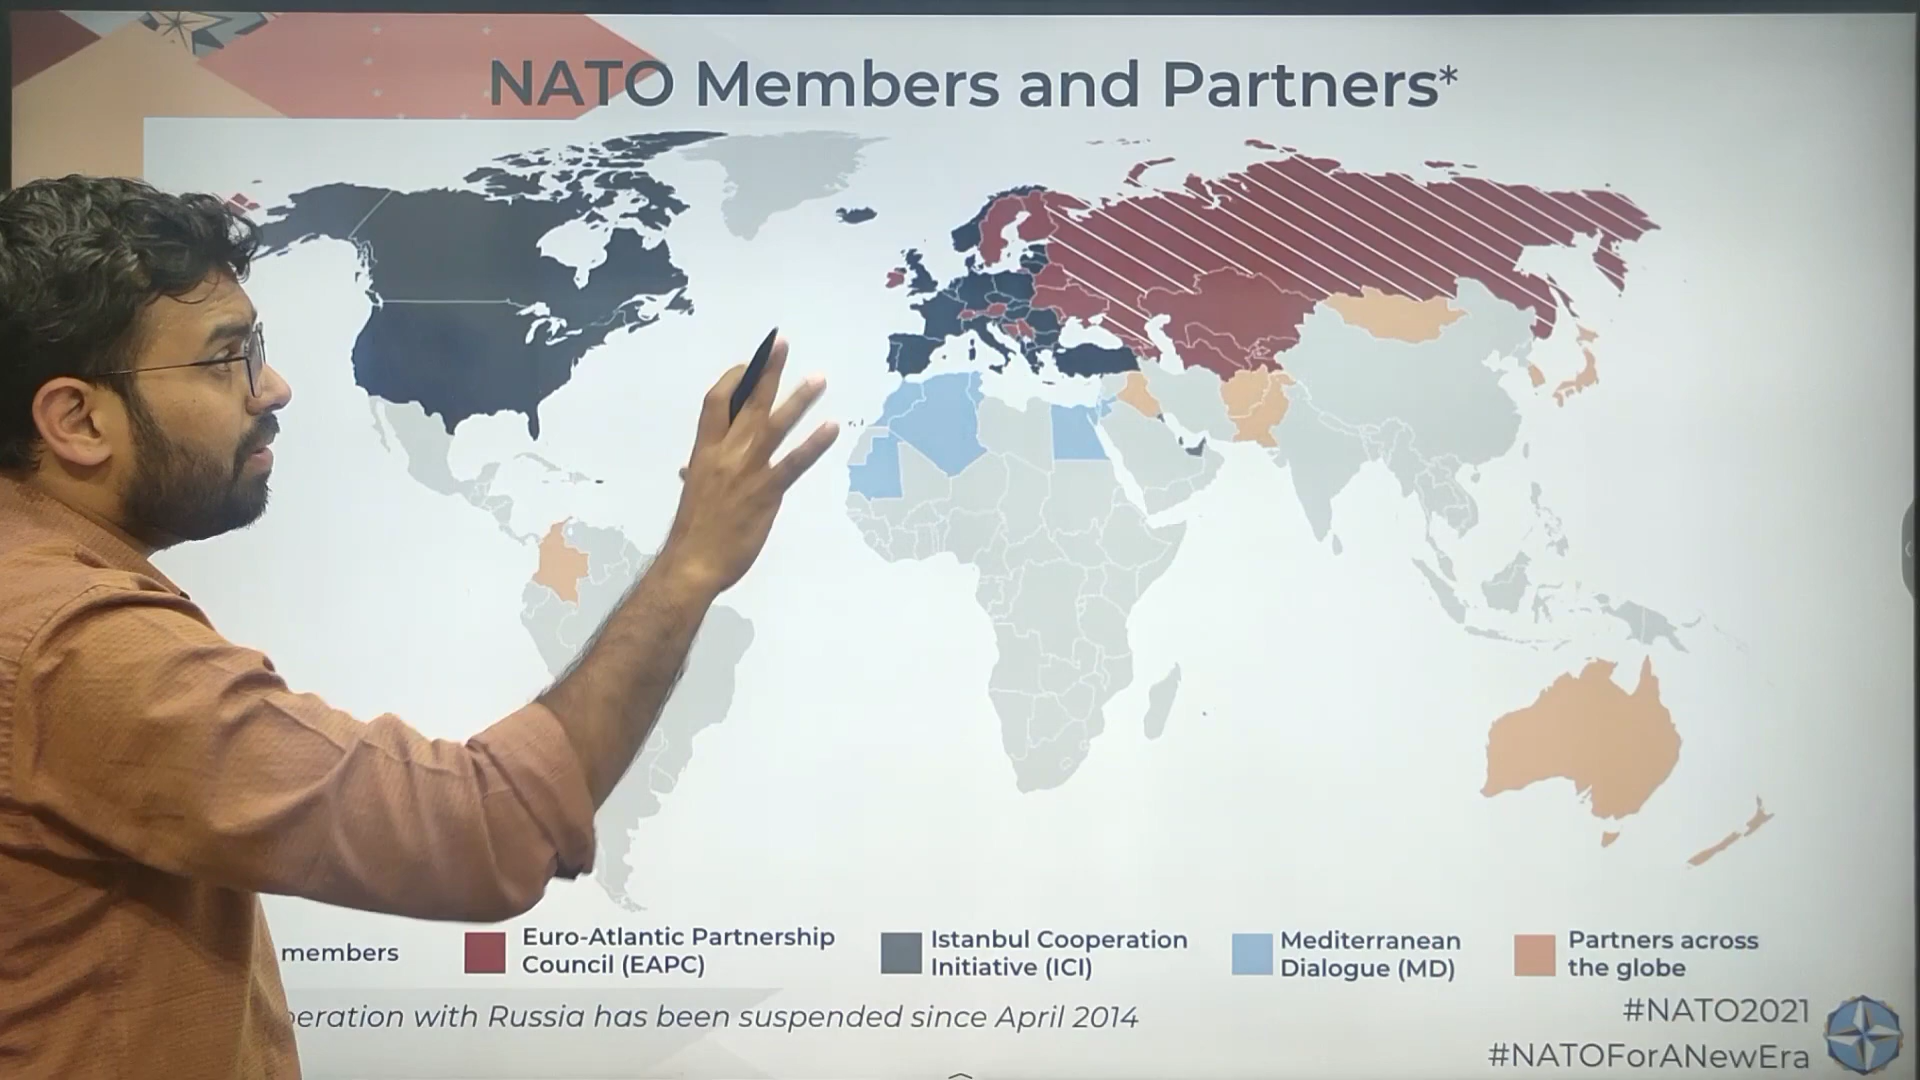 NATO Members and Partners*
members
Euro-Atlantic Partnership
Council (EAPC)
Istanbul Cooperation
Initiative (ICI)
Mediterranean
Dialogue (MD)
Partners across
the globe
peration with Russia has been suspended since April 2014
#NATO2021
#NATOForANewEra